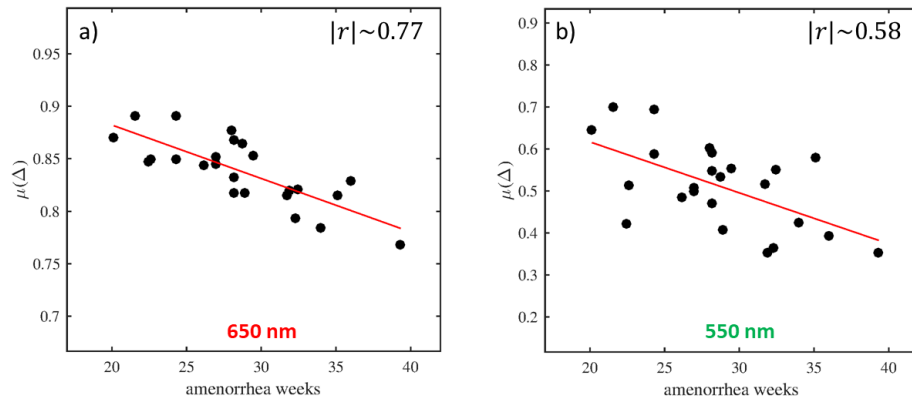 a)
|r|~0.77
0.95
0.9
0.85
0.8
0.75
0.7
μ(Δ)
650 nm
20 25 30 35 40
amenorrhea weeks
b)
|r|~0.58
0.9
0.8
0.7
0.6
0.5
0.4
0.3
0.2
μ(Δ)
550 nm
20 25 30 35 40
amenorrhea weeks